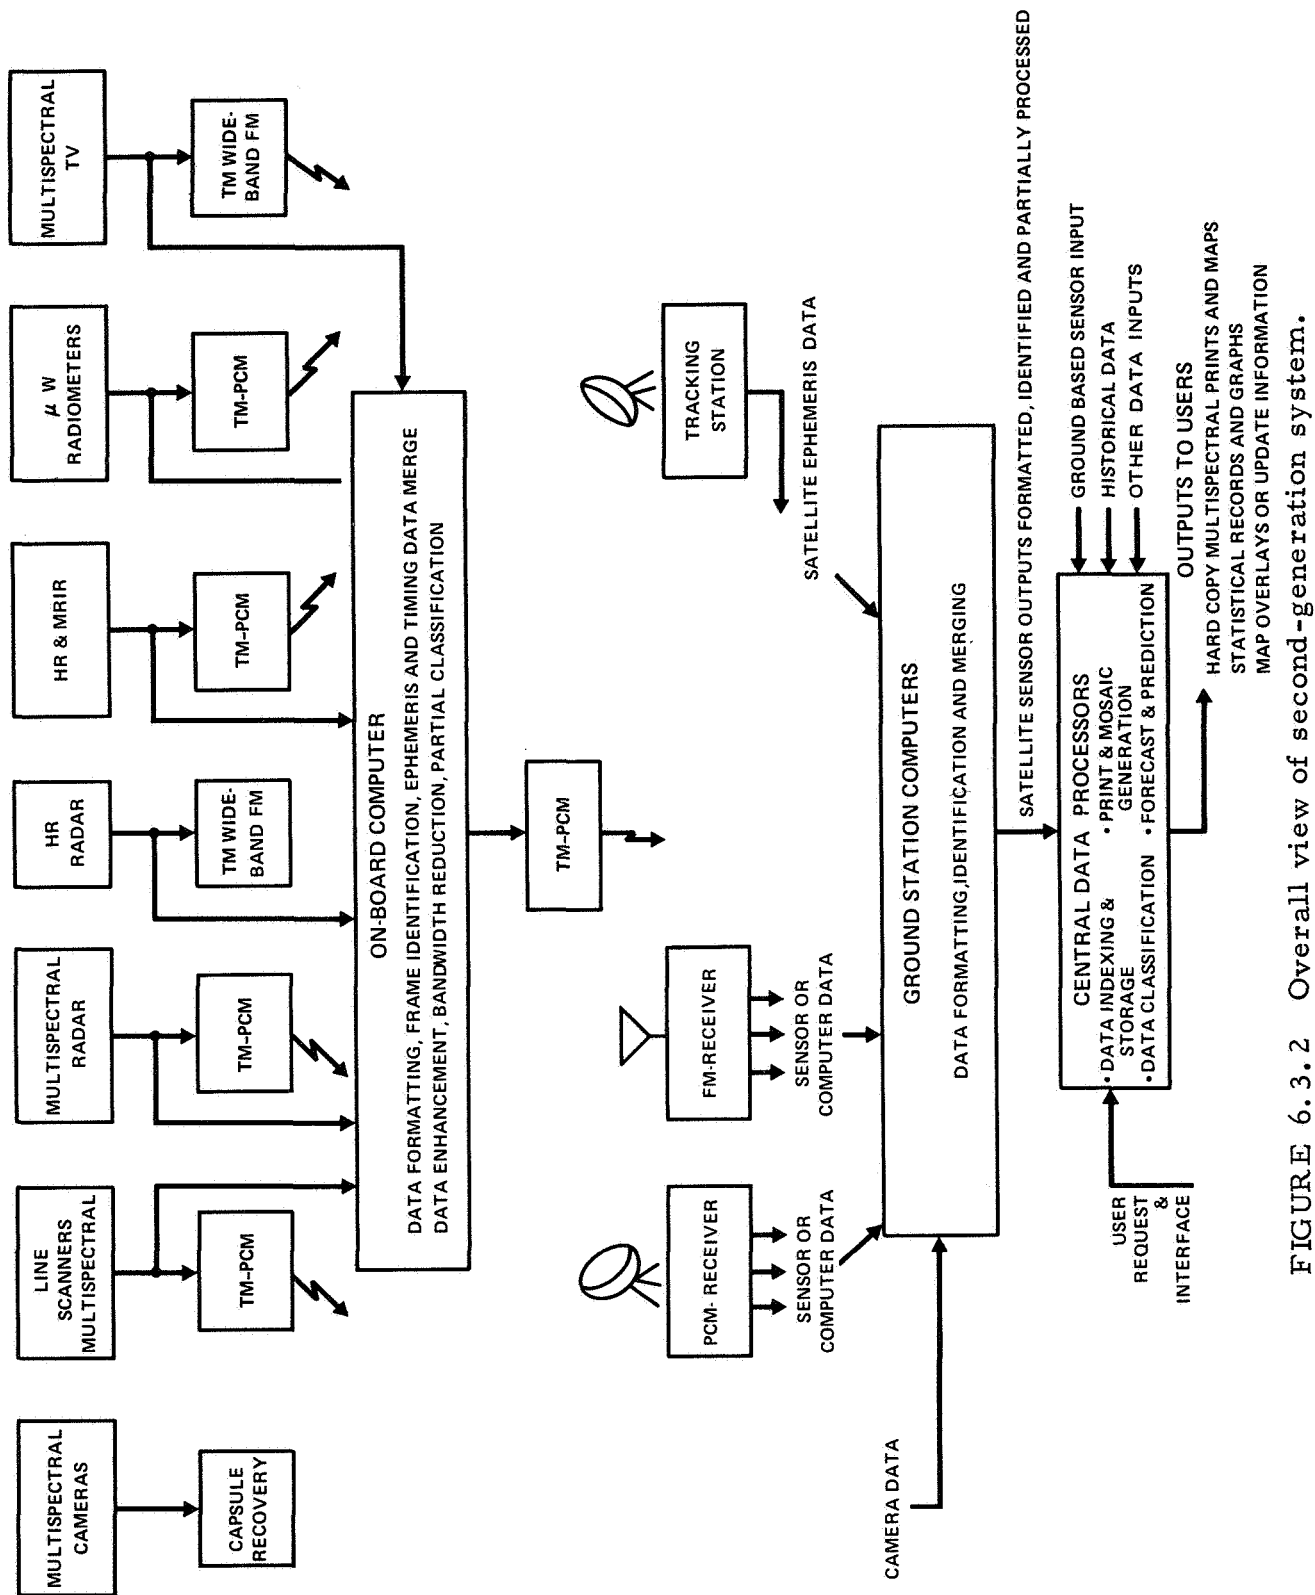 MULTISPECTRAL
CAMERAS
CAPSULE
RECOVERY
LINE
SCANNERS
MULTISPECTRAL
TM-PCM
MULTISPECTRAL
RADAR
TM-PCM
HR
RADAR
TM WIDE-
BAND FM
HR & MRIR
TM-PCM
μ W
RADIOMETERS
TM-PCM
MULTISPECTRAL
TV
TM WIDE-
BAND FM
ON-BOARD COMPUTER
DATA FORMATTING, FRAME IDENTIFICATION, EPHEMERIS AND TIMING DATA MERGE
DATA ENHANCEMENT, BANDWIDTH REDUCTION, PARTIAL CLASSIFICATION
TM-PCM
PCM- RECEIVER
SENSOR OR
COMPUTER DATA
FM-RECEIVER
SENSOR OR
COMPUTER DATA
TRACKING
STATION
SATELLITE EPHEMERIS DATA
CAMERA DATA
GROUND STATION COMPUTERS
DATA FORMATTING,IDENTIFICATION AND MERGING
SATELLITE SENSOR OUTPUTS FORMATTED, IDENTIFIED AND PARTIALLY PROCESSED
CENTRAL DATA PROCESSORS
• DATA INDEXING &
STORAGE
• DATA CLASSIFICATION
• PRINT & MOSAIC
GENERATION
• FORECAST & PREDICTION
GROUND BASED SENSOR INPUT
HISTORICAL DATA
OTHER DATA INPUTS
USER
REQUEST
&
INTERFACE
OUTPUTS TO USERS
HARD COPY MULTISPECTRAL PRINTS AND MAPS
STATISTICAL RECORDS AND GRAPHS
MAP OVERLAYS OR UPDATE INFORMATION
FIGURE 6.3.2 Overall view of second-generation system.